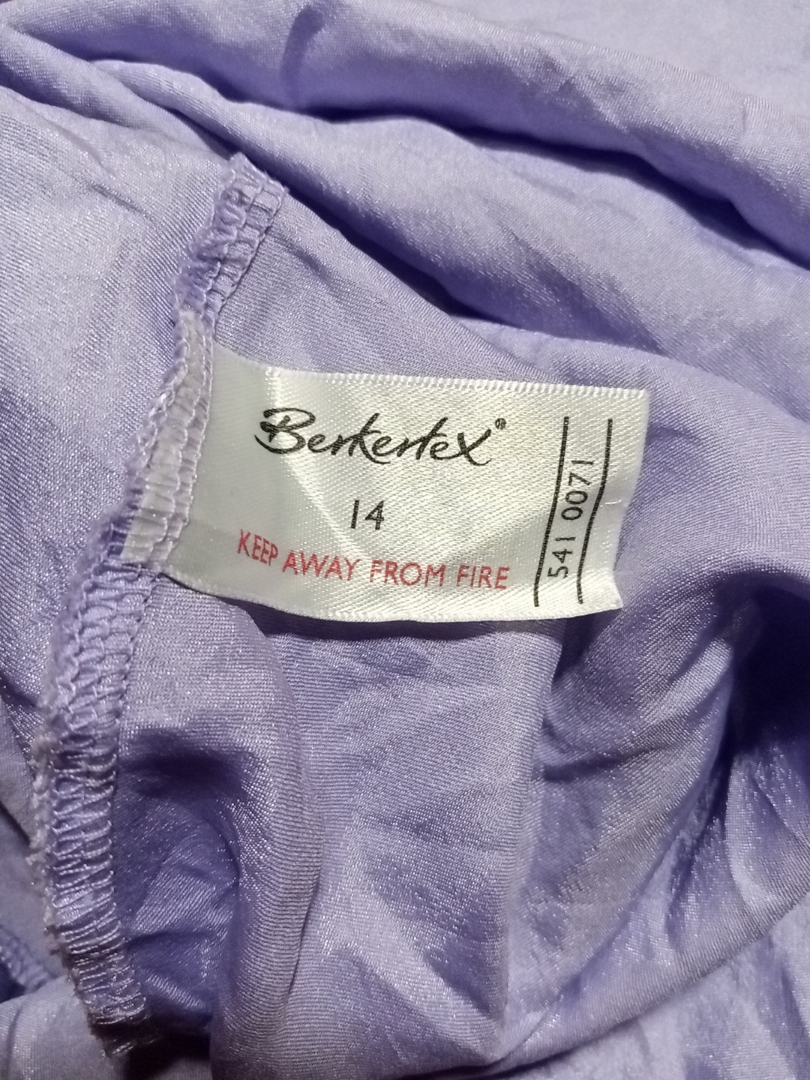 Berkertex®
14
KEEP AWAY FROM FIRE
541 0071